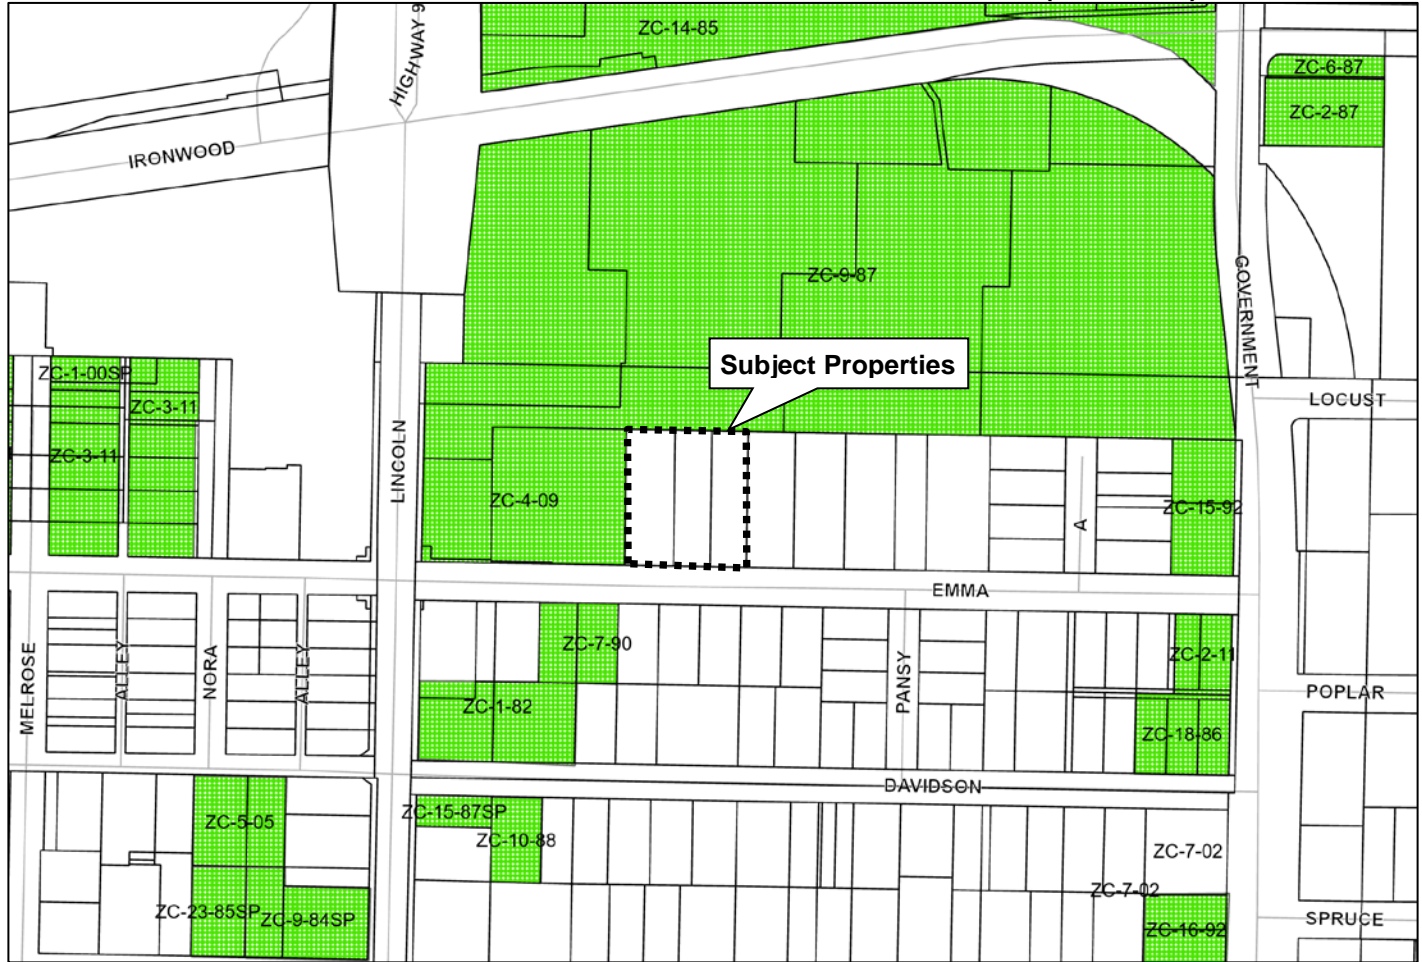 ZC-14-85
HIGHWAY 9
ZC-6-87
ZC-2-87
IRONWOOD
ZC-9-87
GOVERNMENT
Subject Properties
ZC-1-00SP
ZC-3-11
LOCUST
ZC-3-11
LINCOLN
ZC-4-09
ZC-15-92
A
EMMA
ZC-7-90
ZC-2-11
MELROSE
ALLEY
NORA
ALLEY
PANSY
POPLAR
ZC-1-82
ZC-18-86
DAVIDSON
ZC-15-87SP
ZC-5-05
ZC-10-88
ZC-7-02
ZC-7-02
ZC-23-85SP
ZC-9-84SP
SPRUCE
ZC-16-92